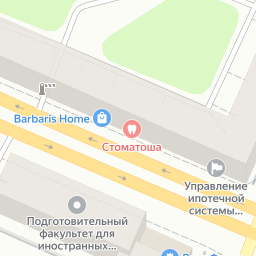 Barbaris Home
Стоматоша
Управление
ипотечной
системы...
Подготовительный
факультет для
иностранных...